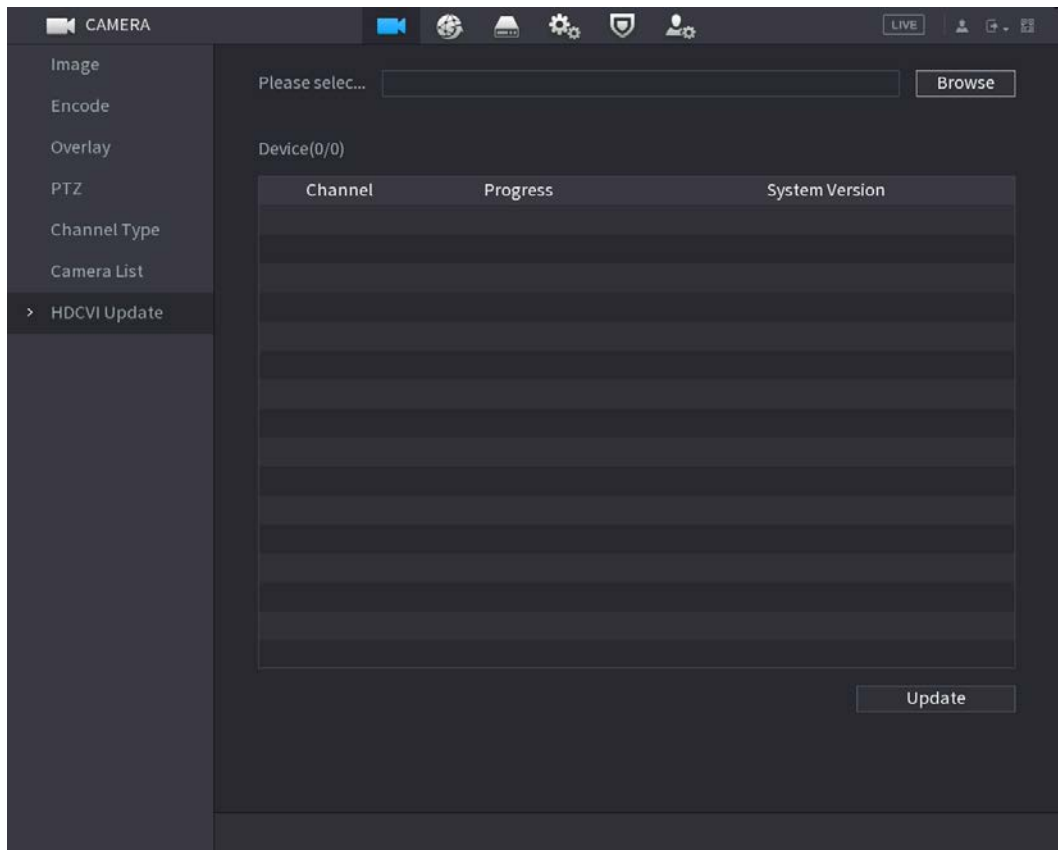 CAMERA
LIVE
Image
Encode
Overlay
PTZ
Channel Type
Camera List
HDCVI Update
Please selec...
Browse
Device(0/0)
Channel Progress System Version
Update